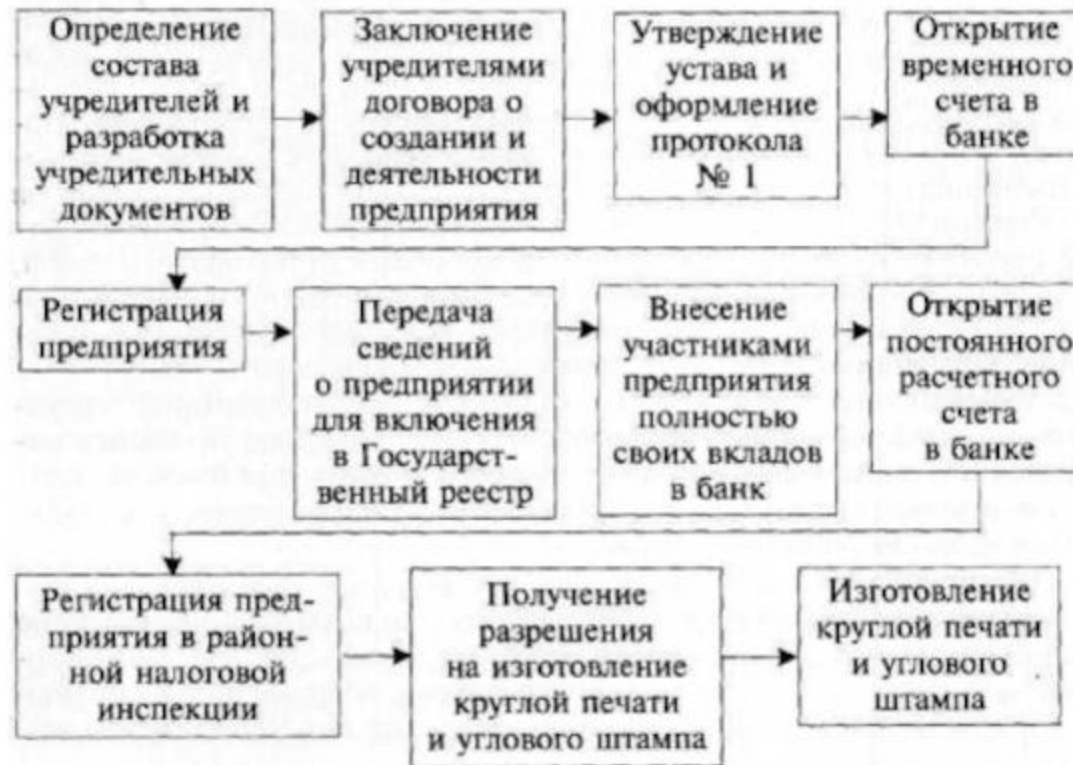 Определение
состава
учредителей и
разработка
учредительных
документов
Заключение
учредителями
договора о
создании и
деятельности
предприятия
Утверждение
устава и
оформление
протокола
№ 1
Открытие
временного
счета в
банке
Регистрация
предприятия
Передача
сведений
о предприятии
для включения
в Государст-
венный реестр
Внесение
участниками
предприятия
полностью
своих вкладов
в банк
Открытие
постоянного
расчетного
счета
в банке
Регистрация пред-
приятия в район-
ной налоговой
инспекции
Получение
разрешения
на изготовление
круглой печати
и углового штампа
Изготовление
круглой печати
и углового
штампа